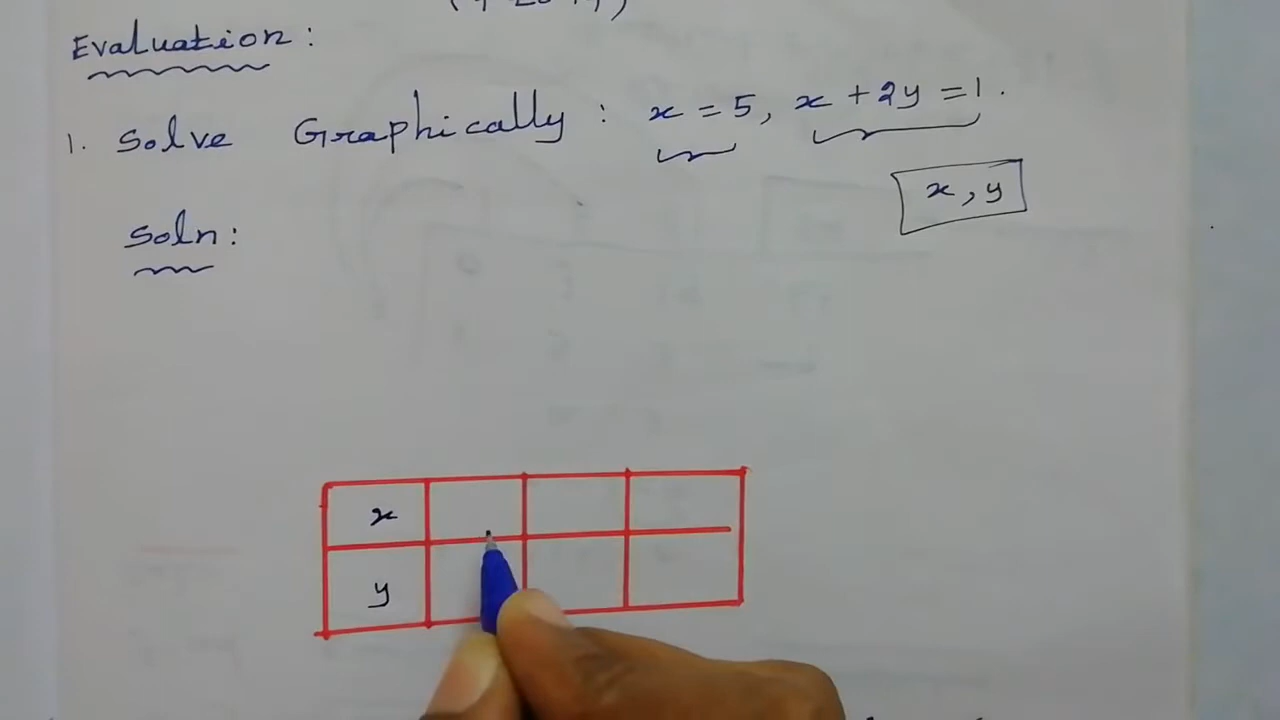 Evaluation:
1. Solve Graphically: x = 5, x + 2y = 1.
x, y
Soln:
x
y